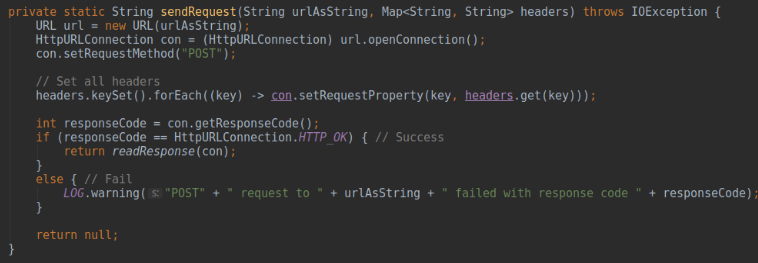 private static String sendRequest(String urlAsString, Map<String, String> headers) throws IOException {
    URL url = new URL(urlAsString);
    HttpURLConnection con = (HttpURLConnection) url.openConnection();
    con.setRequestMethod("POST");

    // Set all headers
    headers.keySet().forEach((key) -> con.setRequestProperty(key, headers.get(key)));

    int responseCode = con.getResponseCode();
    if (responseCode == HttpURLConnection.HTTP_OK) { // Success
        return readResponse(con);
    }
    else { // Fail
        LOG.warning( s: "POST" + " request to " + urlAsString + " failed with response code " + responseCode);
    }

    return null;
}